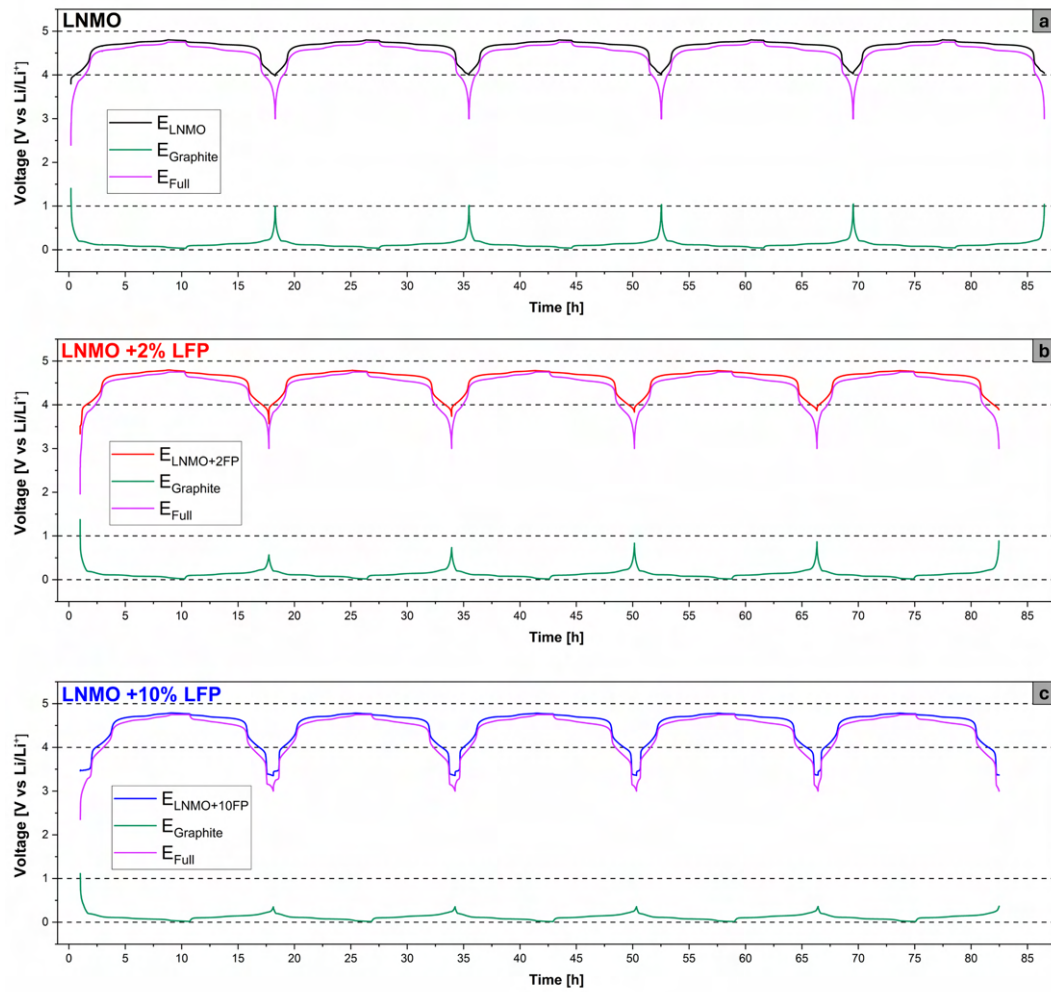 LNMO
a
5
4
3
2
1
0
Voltage [V vs Li/Li⁺]
E_LNMO
E_Graphite
E_Full
0 5 10 15 20 25 30 35 40 45 50 55 60 65 70 75 80 85
Time [h]
LNMO +2% LFP
b
5
4
3
2
1
0
Voltage [V vs Li/Li⁺]
E_LNMO+2FP
E_Graphite
E_Full
0 5 10 15 20 25 30 35 40 45 50 55 60 65 70 75 80 85
Time [h]
LNMO +10% LFP
c
5
4
3
2
1
0
Voltage [V vs Li/Li⁺]
E_LNMO+10FP
E_Graphite
E_Full
0 5 10 15 20 25 30 35 40 45 50 55 60 65 70 75 80 85
Time [h]